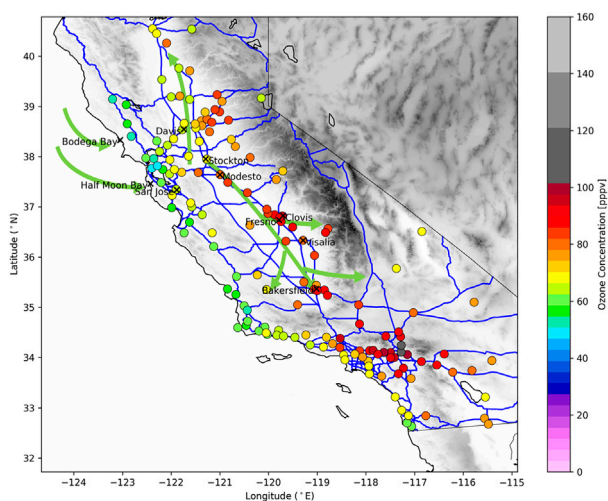 160
40
140
39
Davis
120
Bodega Bay
38
Stockton
Half Moon Bay
Modesto
San Jose
100
37
Clovis
Fresno
Visalia
80
36
Bakersfield
60
35
34
40
33
20
32
0
−124 −123 −122 −121 −120 −119 −118 −117 −116 −115
Longitude (°E)
Latitude (°N)
Ozone Concentration [ppbv]